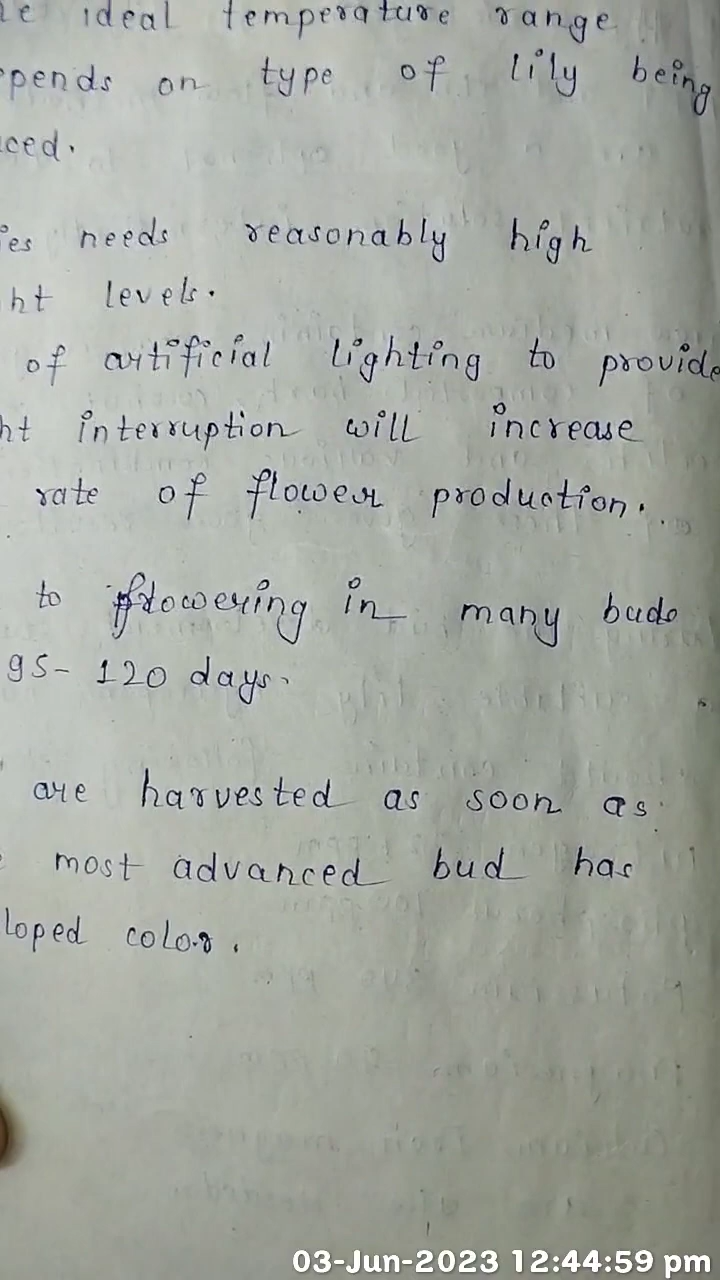 ideal temperature range
pends on type of lily being
ced.
es needs reasonably high
ht levels.
of artificial lighting to provide
ht interruption will increase
rate of flower production.
to flowering in many buds
95- 120 days.
are harvested as soon as
most advanced bud has
loped color.
03-Jun-2023 12:44:59 pm